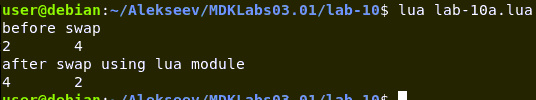 user@debian:~/Alekseev/MDKLabs03.01/lab-10$ lua lab-10a.lua
before swap
2       4
after swap using lua module
4       2
user@debian:~/Alekseev/MDKLabs03.01/lab-10$